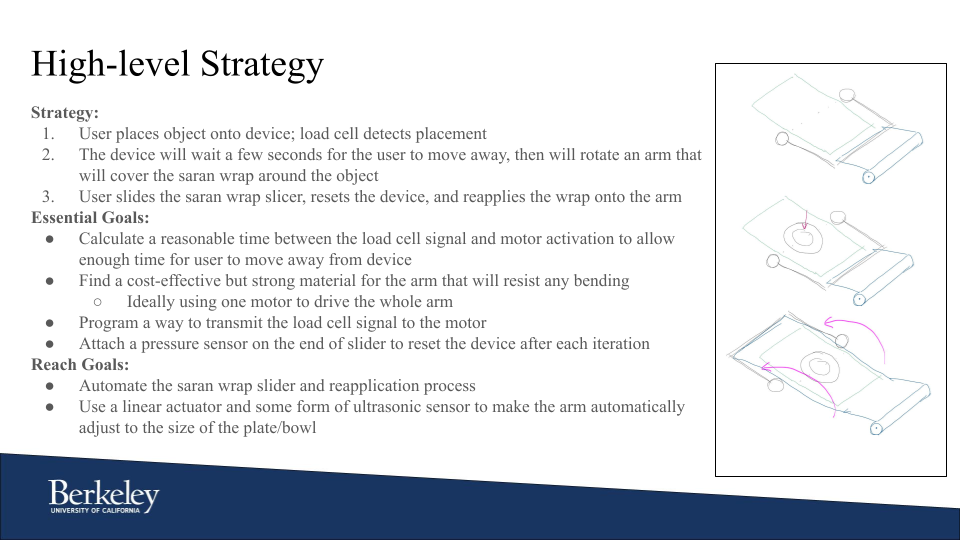 High-level Strategy
Strategy:
1. User places object onto device; load cell detects placement
2. The device will wait a few seconds for the user to move away, then will rotate an arm that
will cover the saran wrap around the object
3. User slides the saran wrap slicer, resets the device, and reapplies the wrap onto the arm
Essential Goals:
● Calculate a reasonable time between the load cell signal and motor activation to allow
enough time for user to move away from device
● Find a cost-effective but strong material for the arm that will resist any bending
○ Ideally using one motor to drive the whole arm
● Program a way to transmit the load cell signal to the motor
● Attach a pressure sensor on the end of slider to reset the device after each iteration
Reach Goals:
● Automate the saran wrap slider and reapplication process
● Use a linear actuator and some form of ultrasonic sensor to make the arm automatically
adjust to the size of the plate/bowl
Berkeley
UNIVERSITY OF CALIFORNIA